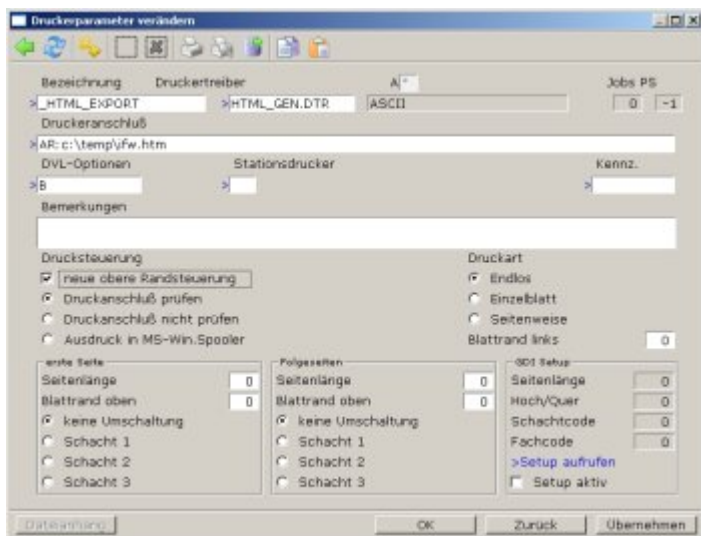 Druckerparameter verändern
Bezeichnung Druckertreiber A * Jobs PS
>_HTML_EXPORT >HTML_GEN.DTR ASCII 0 -1
Druckeranschluß
>AR:c:\temp\ifw.htm
DVL-Optionen Stationsdrucker Kennz.
>B > >
Bemerkungen
Drucksteuerung Druckart
neue obere Randsteuerung Endlos
Druckanschluß prüfen Einzelblatt
Druckanschluß nicht prüfen Seitenweise
Ausdruck in MS-Win.Spooler Blattrand links 0
erste Seite Folgeseiten GDI Setup
Seitenlänge 0 Seitenlänge 0 Seitenlänge 0
Blattrand oben 0 Blattrand oben 0 Hoch/Quer 0
keine Umschaltung keine Umschaltung Schachtcode 0
Schacht 1 Schacht 1 Fachcode 0
Schacht 2 Schacht 2 >Setup aufrufen
Schacht 3 Schacht 3 Setup aktiv
Dateianhang OK Zurück Übernehmen